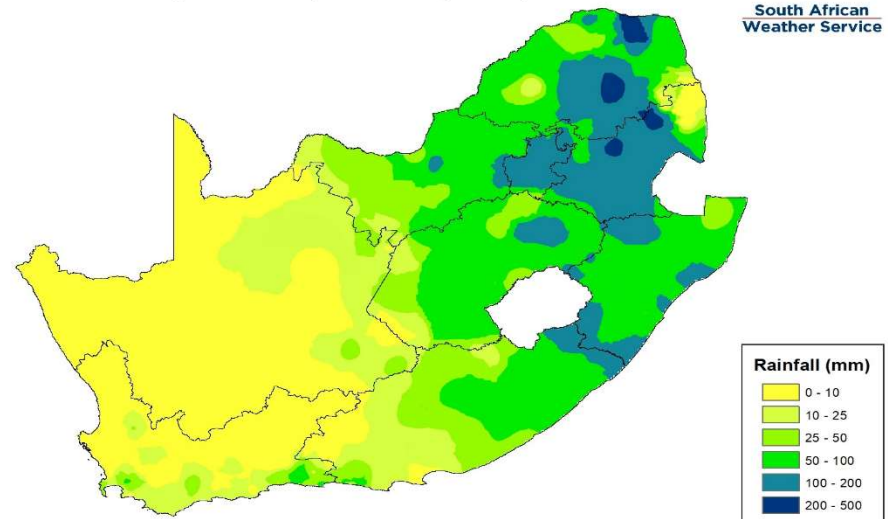 South African
Weather Service
Rainfall (mm)
0 - 10
10 - 25
25 - 50
50 - 100
100 - 200
200 - 500